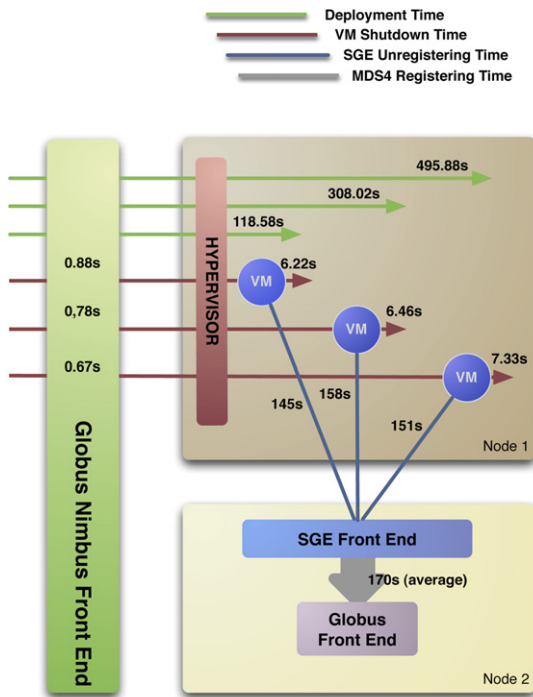 Deployment Time
VM Shutdown Time
SGE Unregistering Time
MDS4 Registering Time
495.88s
308.02s
118.58s
HYPERVISOR
0.88s
VM
6.22s
0,78s
VM
6.46s
0.67s
VM
7.33s
145s
158s
151s
Node 1
Globus Nimbus Front End
SGE Front End
170s (average)
Globus
Front End
Node 2